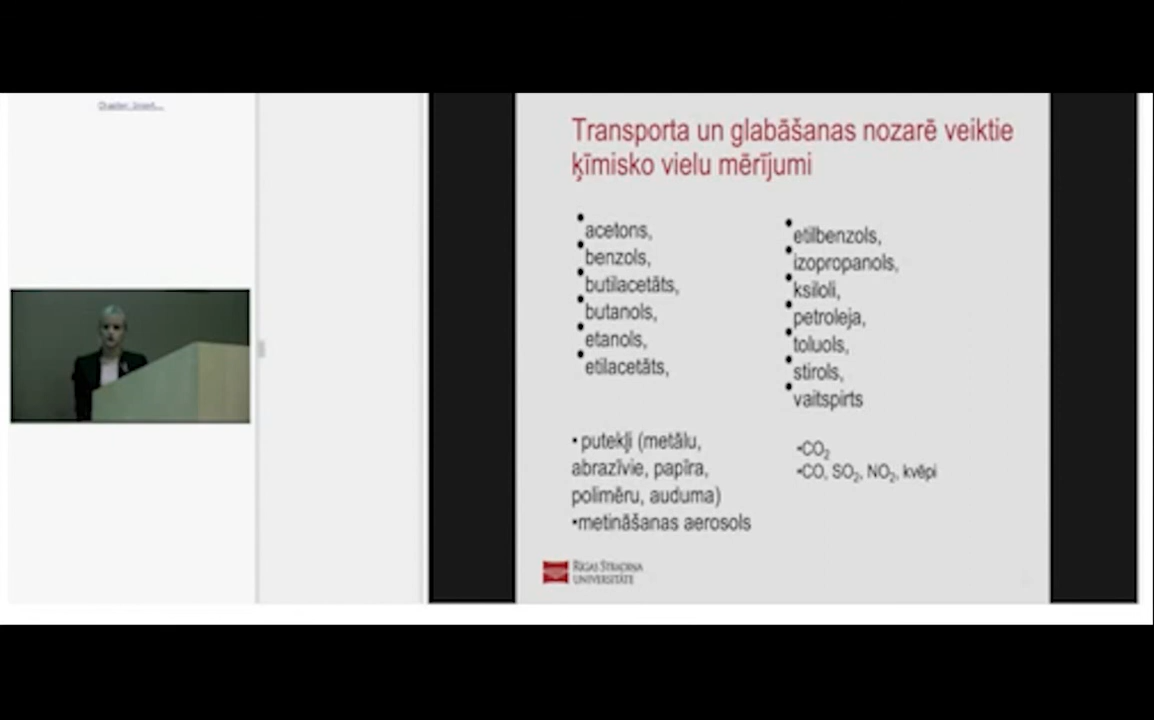 Transporta un glabāšanas nozarē veiktie
ķīmisko vielu mērījumi
•acetons,
•benzols,
•butilacetāts,
•butanols,
•etanols,
•etilacetāts,
•etilbenzols,
•izopropanols,
•ksiloli,
•petroleja,
•toluols,
•stirols,
•vaitspirts
• putekļi (metālu,
abrazīvie, papīra,
polimēru, auduma)
•metināšanas aerosols
•CO₂
•CO, SO₂, NO₂, kvēpi
RĪGAS STRADIŅA
UNIVERSITĀTE